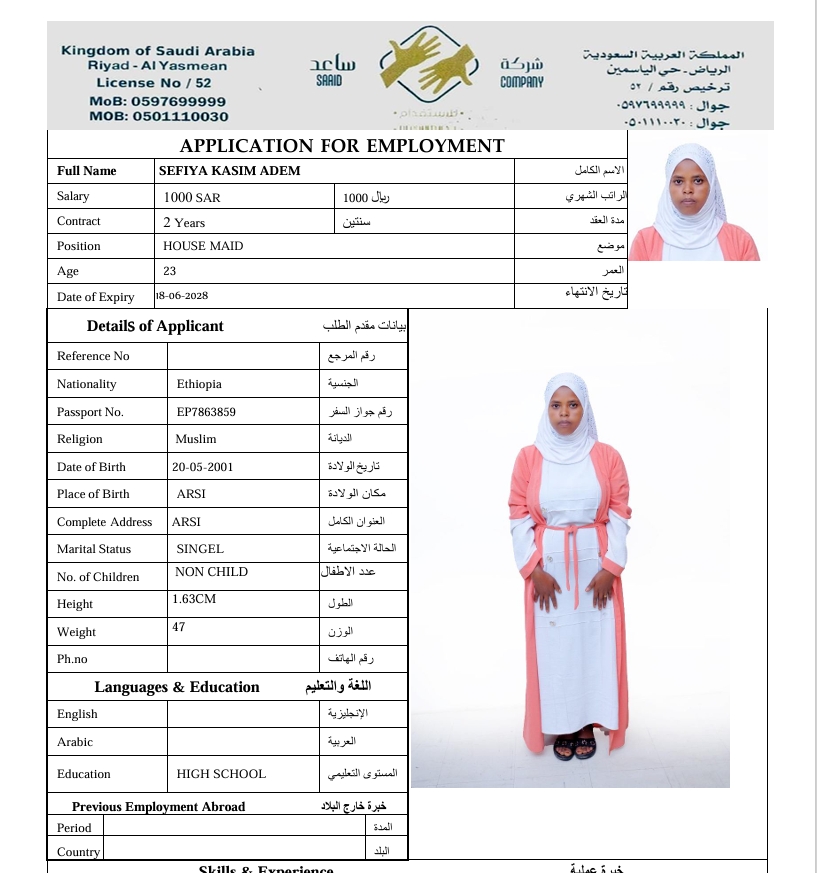 Kingdom of Saudi Arabia
Riyad - Al Yasmean
License No / 52
MoB: 0597699999
MOB: 0501110030
ساعد
SAAID
شركة
COMPANY
للاستقدام
المملكة العربية السعودية
الرياض - حي الياسمين
ترخيص رقم / ٥٢
جوال : ٠٥٩٧٦٩٩٩٩٩
جوال : ٠٥٠١١١٠٠٣٠
APPLICATION FOR EMPLOYMENT
Full Name SEFIYA KASIM ADEM الاسم الكامل
Salary 1000 SAR 1000 ريال الراتب الشهري
Contract 2 Years سنتين مدة العقد
Position HOUSE MAID موضع
Age 23 العمر
Date of Expiry 18-06-2028 تاريخ الانتهاء
Details of Applicant بيانات مقدم الطلب
Reference No رقم المرجع
Nationality Ethiopia الجنسية
Passport No. EP7863859 رقم جواز السفر
Religion Muslim الديانة
Date of Birth 20-05-2001 تاريخ الولادة
Place of Birth ARSI مكان الولادة
Complete Address ARSI العنوان الكامل
Marital Status SINGEL الحالة الاجتماعية
No. of Children NON CHILD عدد الاطفال
Height 1.63CM الطول
Weight 47 الوزن
Ph.no رقم الهاتف
Languages & Education اللغة والتعليم
English الإنجليزية
Arabic العربية
Education HIGH SCHOOL المستوى التعليمي
Previous Employment Abroad خبرة خارج البلاد
Period المدة
Country البلد
Skills & Experience خبرة عملية